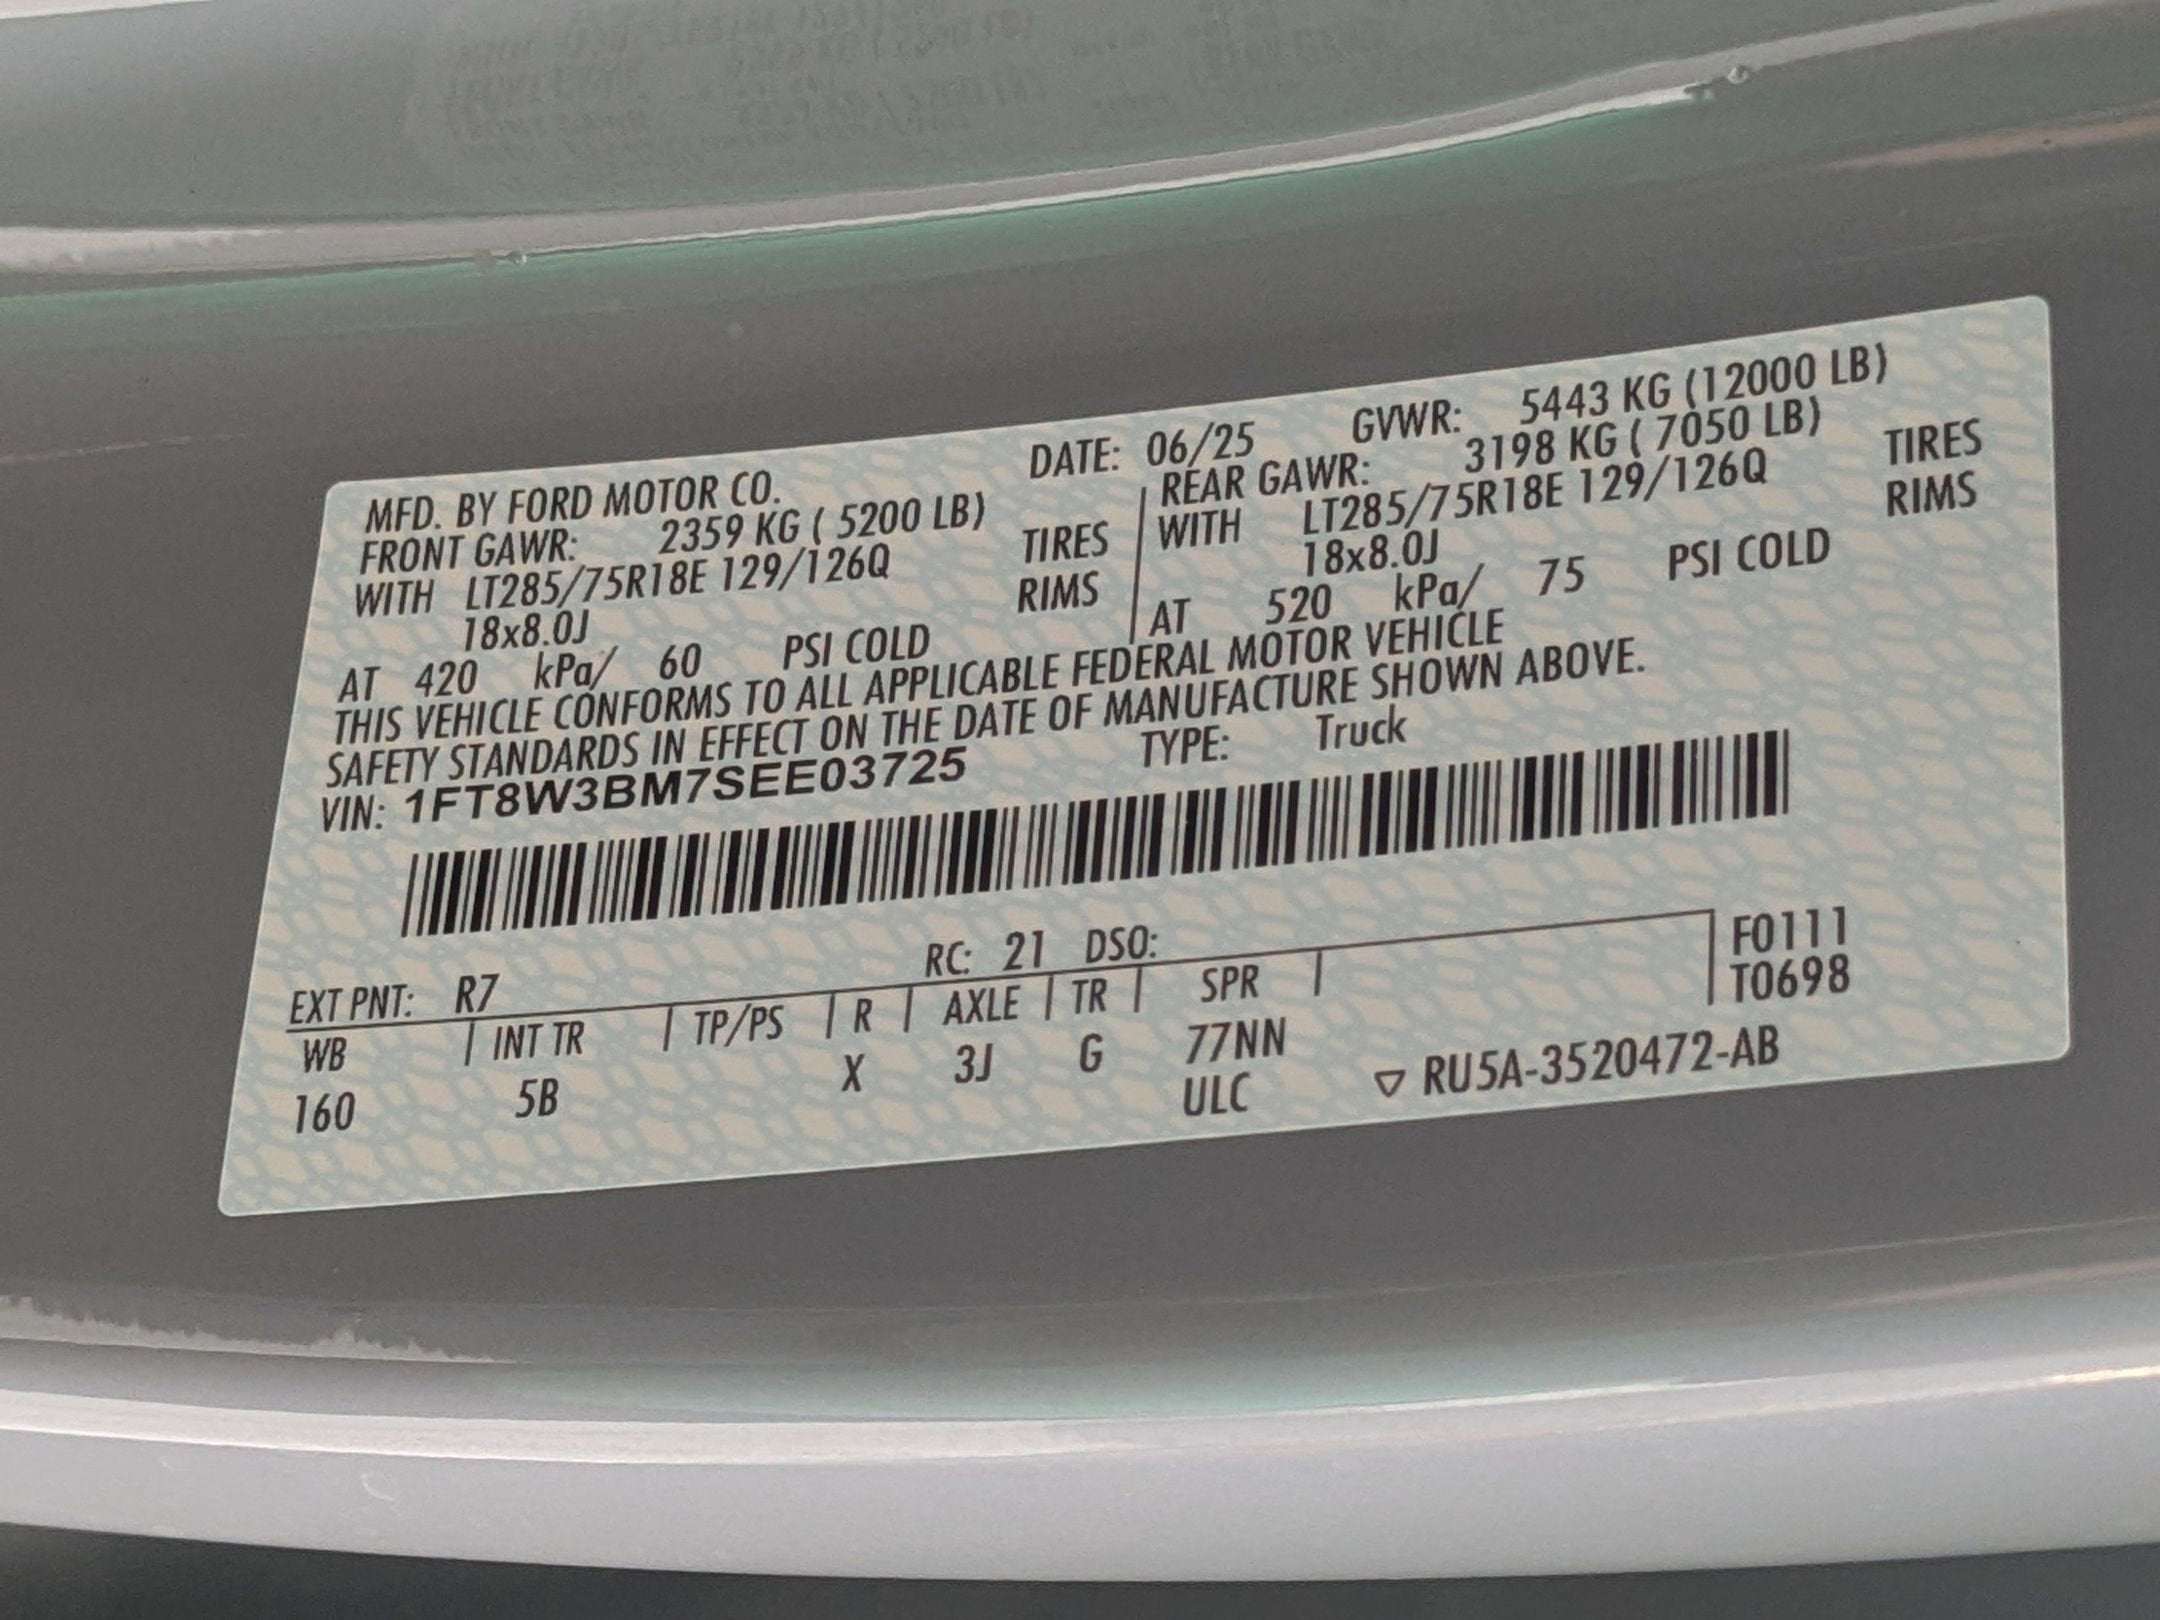 MFD. BY FORD MOTOR CO. DATE: 06/25 GVWR: 5443 KG (12000 LB)
FRONT GAWR: 2359 KG ( 5200 LB) REAR GAWR: 3198 KG ( 7050 LB)
WITH LT285/75R18E 129/126Q TIRES WITH LT285/75R18E 129/126Q TIRES
18x8.0J RIMS 18x8.0J RIMS
AT 420 kPa/ 60 PSI COLD AT 520 kPa/ 75 PSI COLD
THIS VEHICLE CONFORMS TO ALL APPLICABLE FEDERAL MOTOR VEHICLE
SAFETY STANDARDS IN EFFECT ON THE DATE OF MANUFACTURE SHOWN ABOVE.
VIN: 1FT8W3BM7SEE03725 TYPE: Truck
EXT PNT: R7 RC: 21 DSO: F0111
WB INT TR TP/PS R AXLE TR SPR T0698
160 5B X 3J G 77NN
ULC ▽ RU5A-3520472-AB